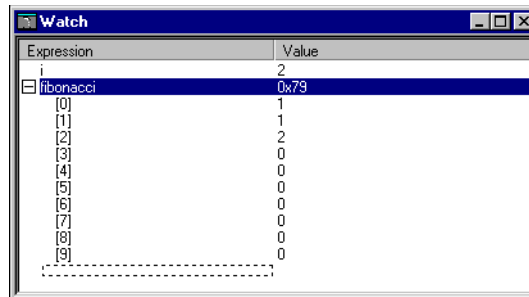 Watch
Expression Value
i 2
fibonacci 0x79
[0] 1
[1] 1
[2] 2
[3] 0
[4] 0
[5] 0
[6] 0
[7] 0
[8] 0
[9] 0